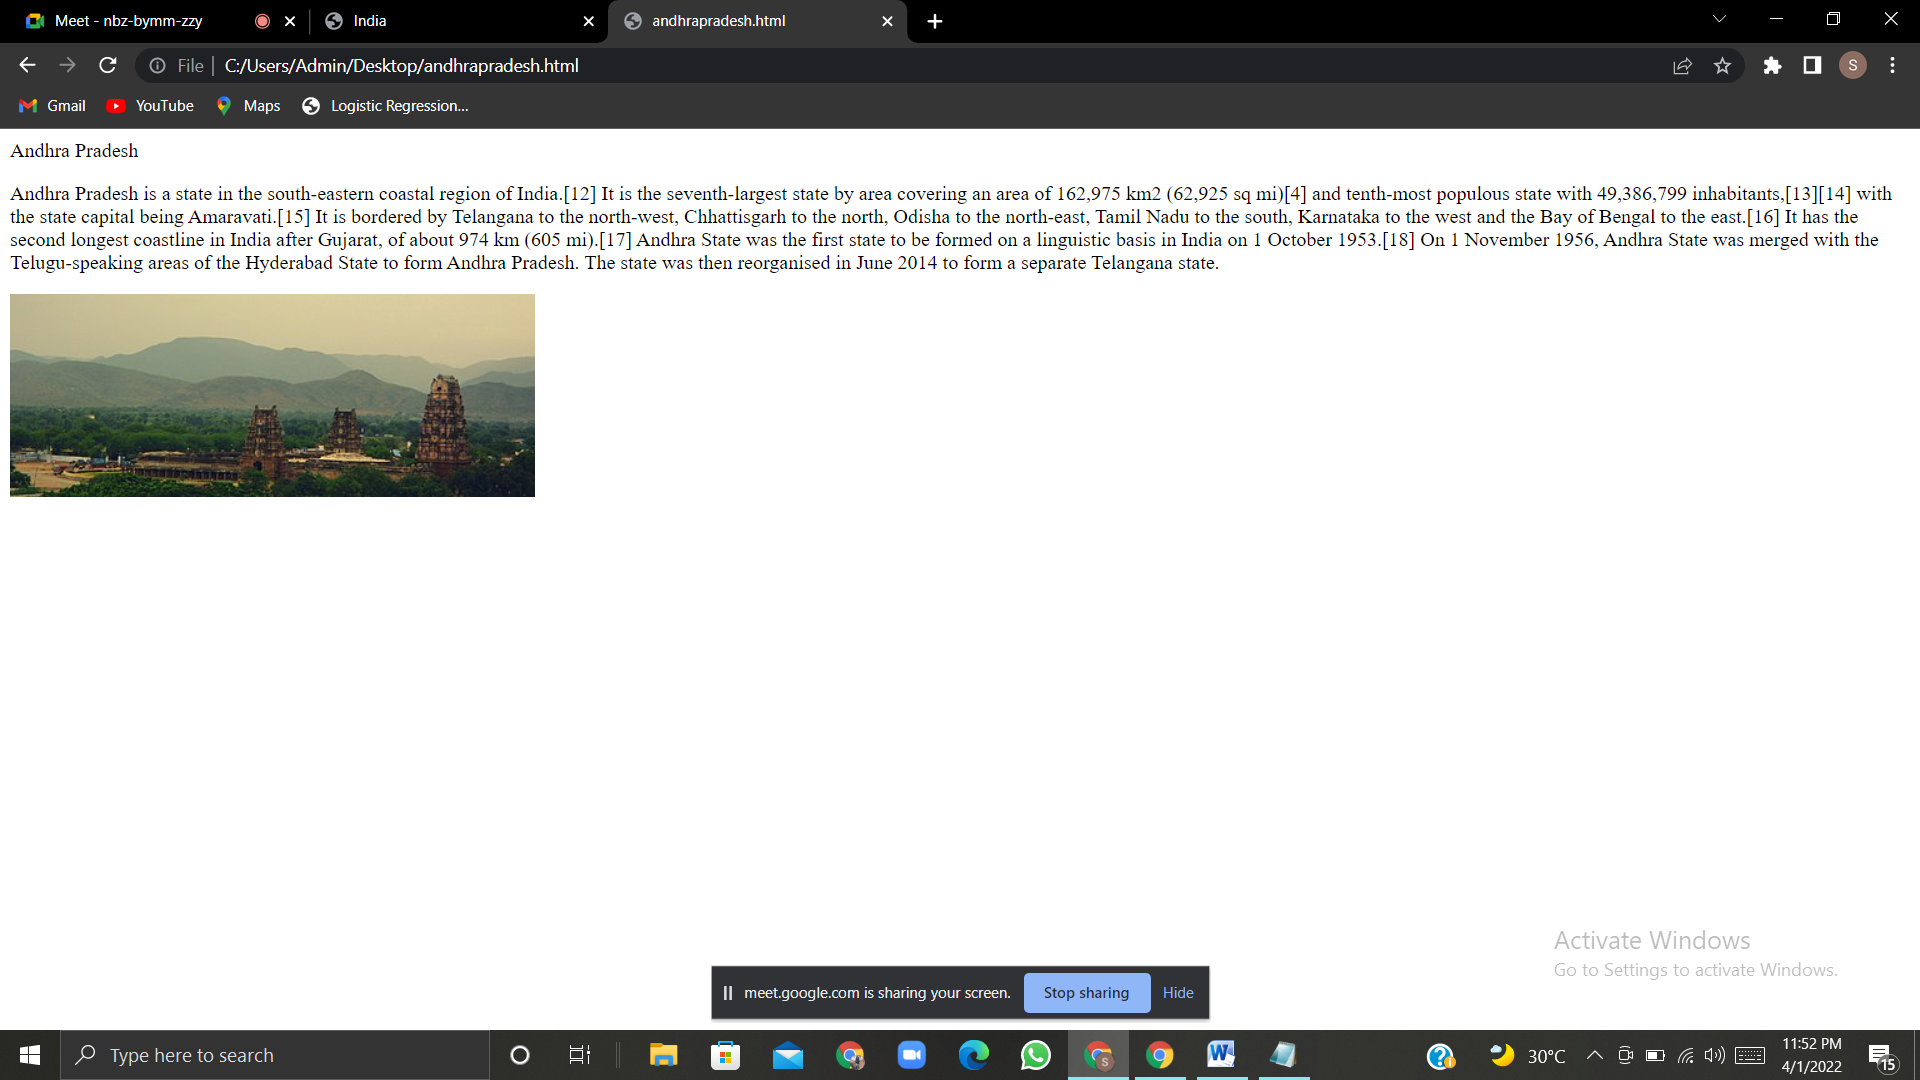 Meet - nbz-bymm-zzy
India
andhrapradesh.html
File
C:/Users/Admin/Desktop/andhrapradesh.html
S
Gmail
YouTube
Maps
Logistic Regression...
Andhra Pradesh
Andhra Pradesh is a state in the south-eastern coastal region of India.[12] It is the seventh-largest state by area covering an area of 162,975 km2 (62,925 sq mi)[4] and tenth-most populous state with 49,386,799 inhabitants,[13][14] with
the state capital being Amaravati.[15] It is bordered by Telangana to the north-west, Chhattisgarh to the north, Odisha to the north-east, Tamil Nadu to the south, Karnataka to the west and the Bay of Bengal to the east.[16] It has the
second longest coastline in India after Gujarat, of about 974 km (605 mi).[17] Andhra State was the first state to be formed on a linguistic basis in India on 1 October 1953.[18] On 1 November 1956, Andhra State was merged with the
Telugu-speaking areas of the Hyderabad State to form Andhra Pradesh. The state was then reorganised in June 2014 to form a separate Telangana state.
Activate Windows
Go to Settings to activate Windows.
meet.google.com is sharing your screen.
Stop sharing
Hide
Type here to search
30°C
11:52 PM
4/1/2022
15